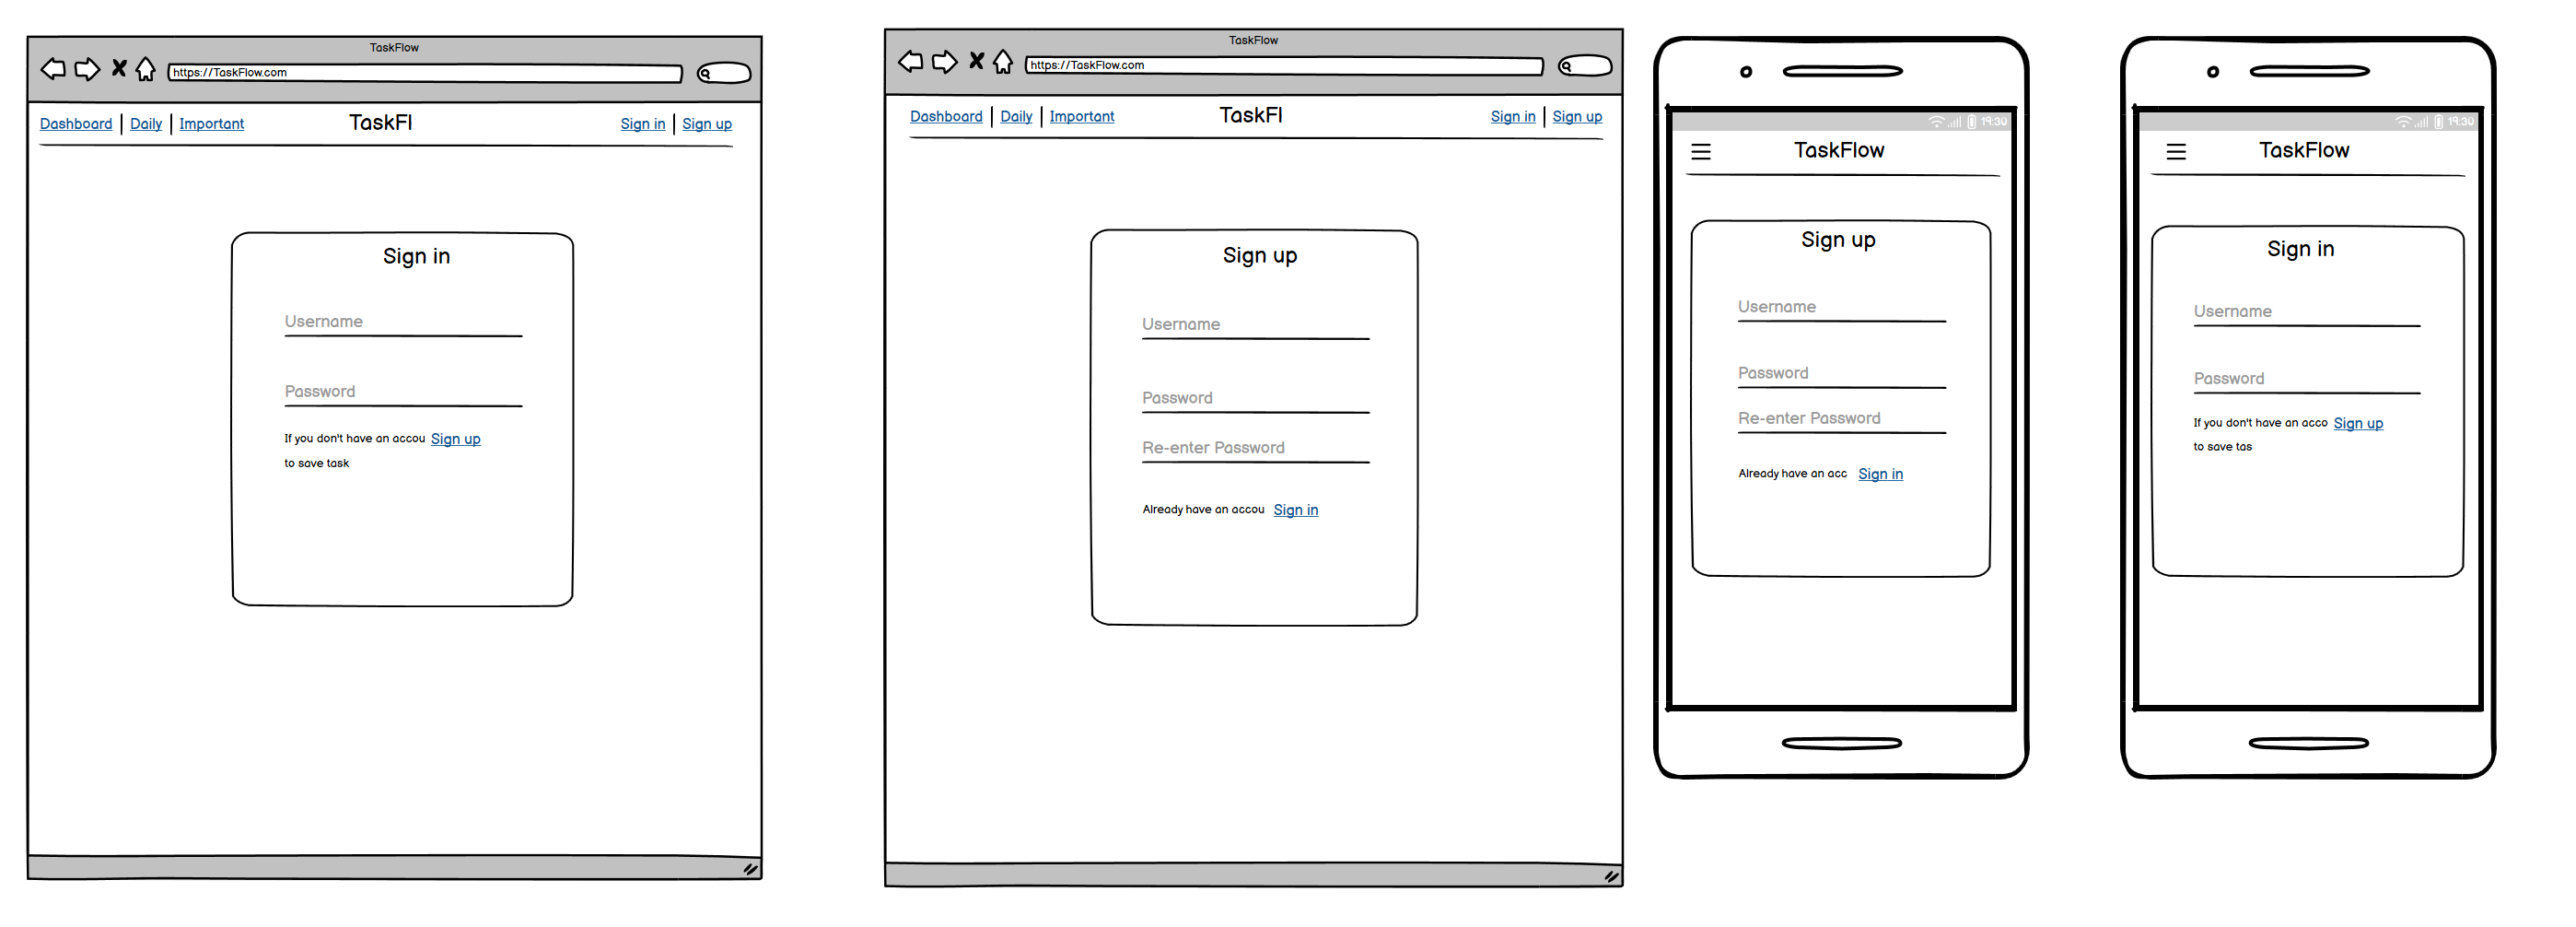 TaskFlow
https://TaskFlow.com
Dashboard Daily Important TaskFl Sign in Sign up
Sign in
Username
Password
If you don't have an accou Sign up
to save task
TaskFlow
https://TaskFlow.com
Dashboard Daily Important TaskFl Sign in Sign up
Sign up
Username
Password
Re-enter Password
Already have an accou Sign in
19:30
TaskFlow
Sign up
Username
Password
Re-enter Password
Already have an acc Sign in
19:30
TaskFlow
Sign in
Username
Password
If you don't have an acco Sign up
to save tas